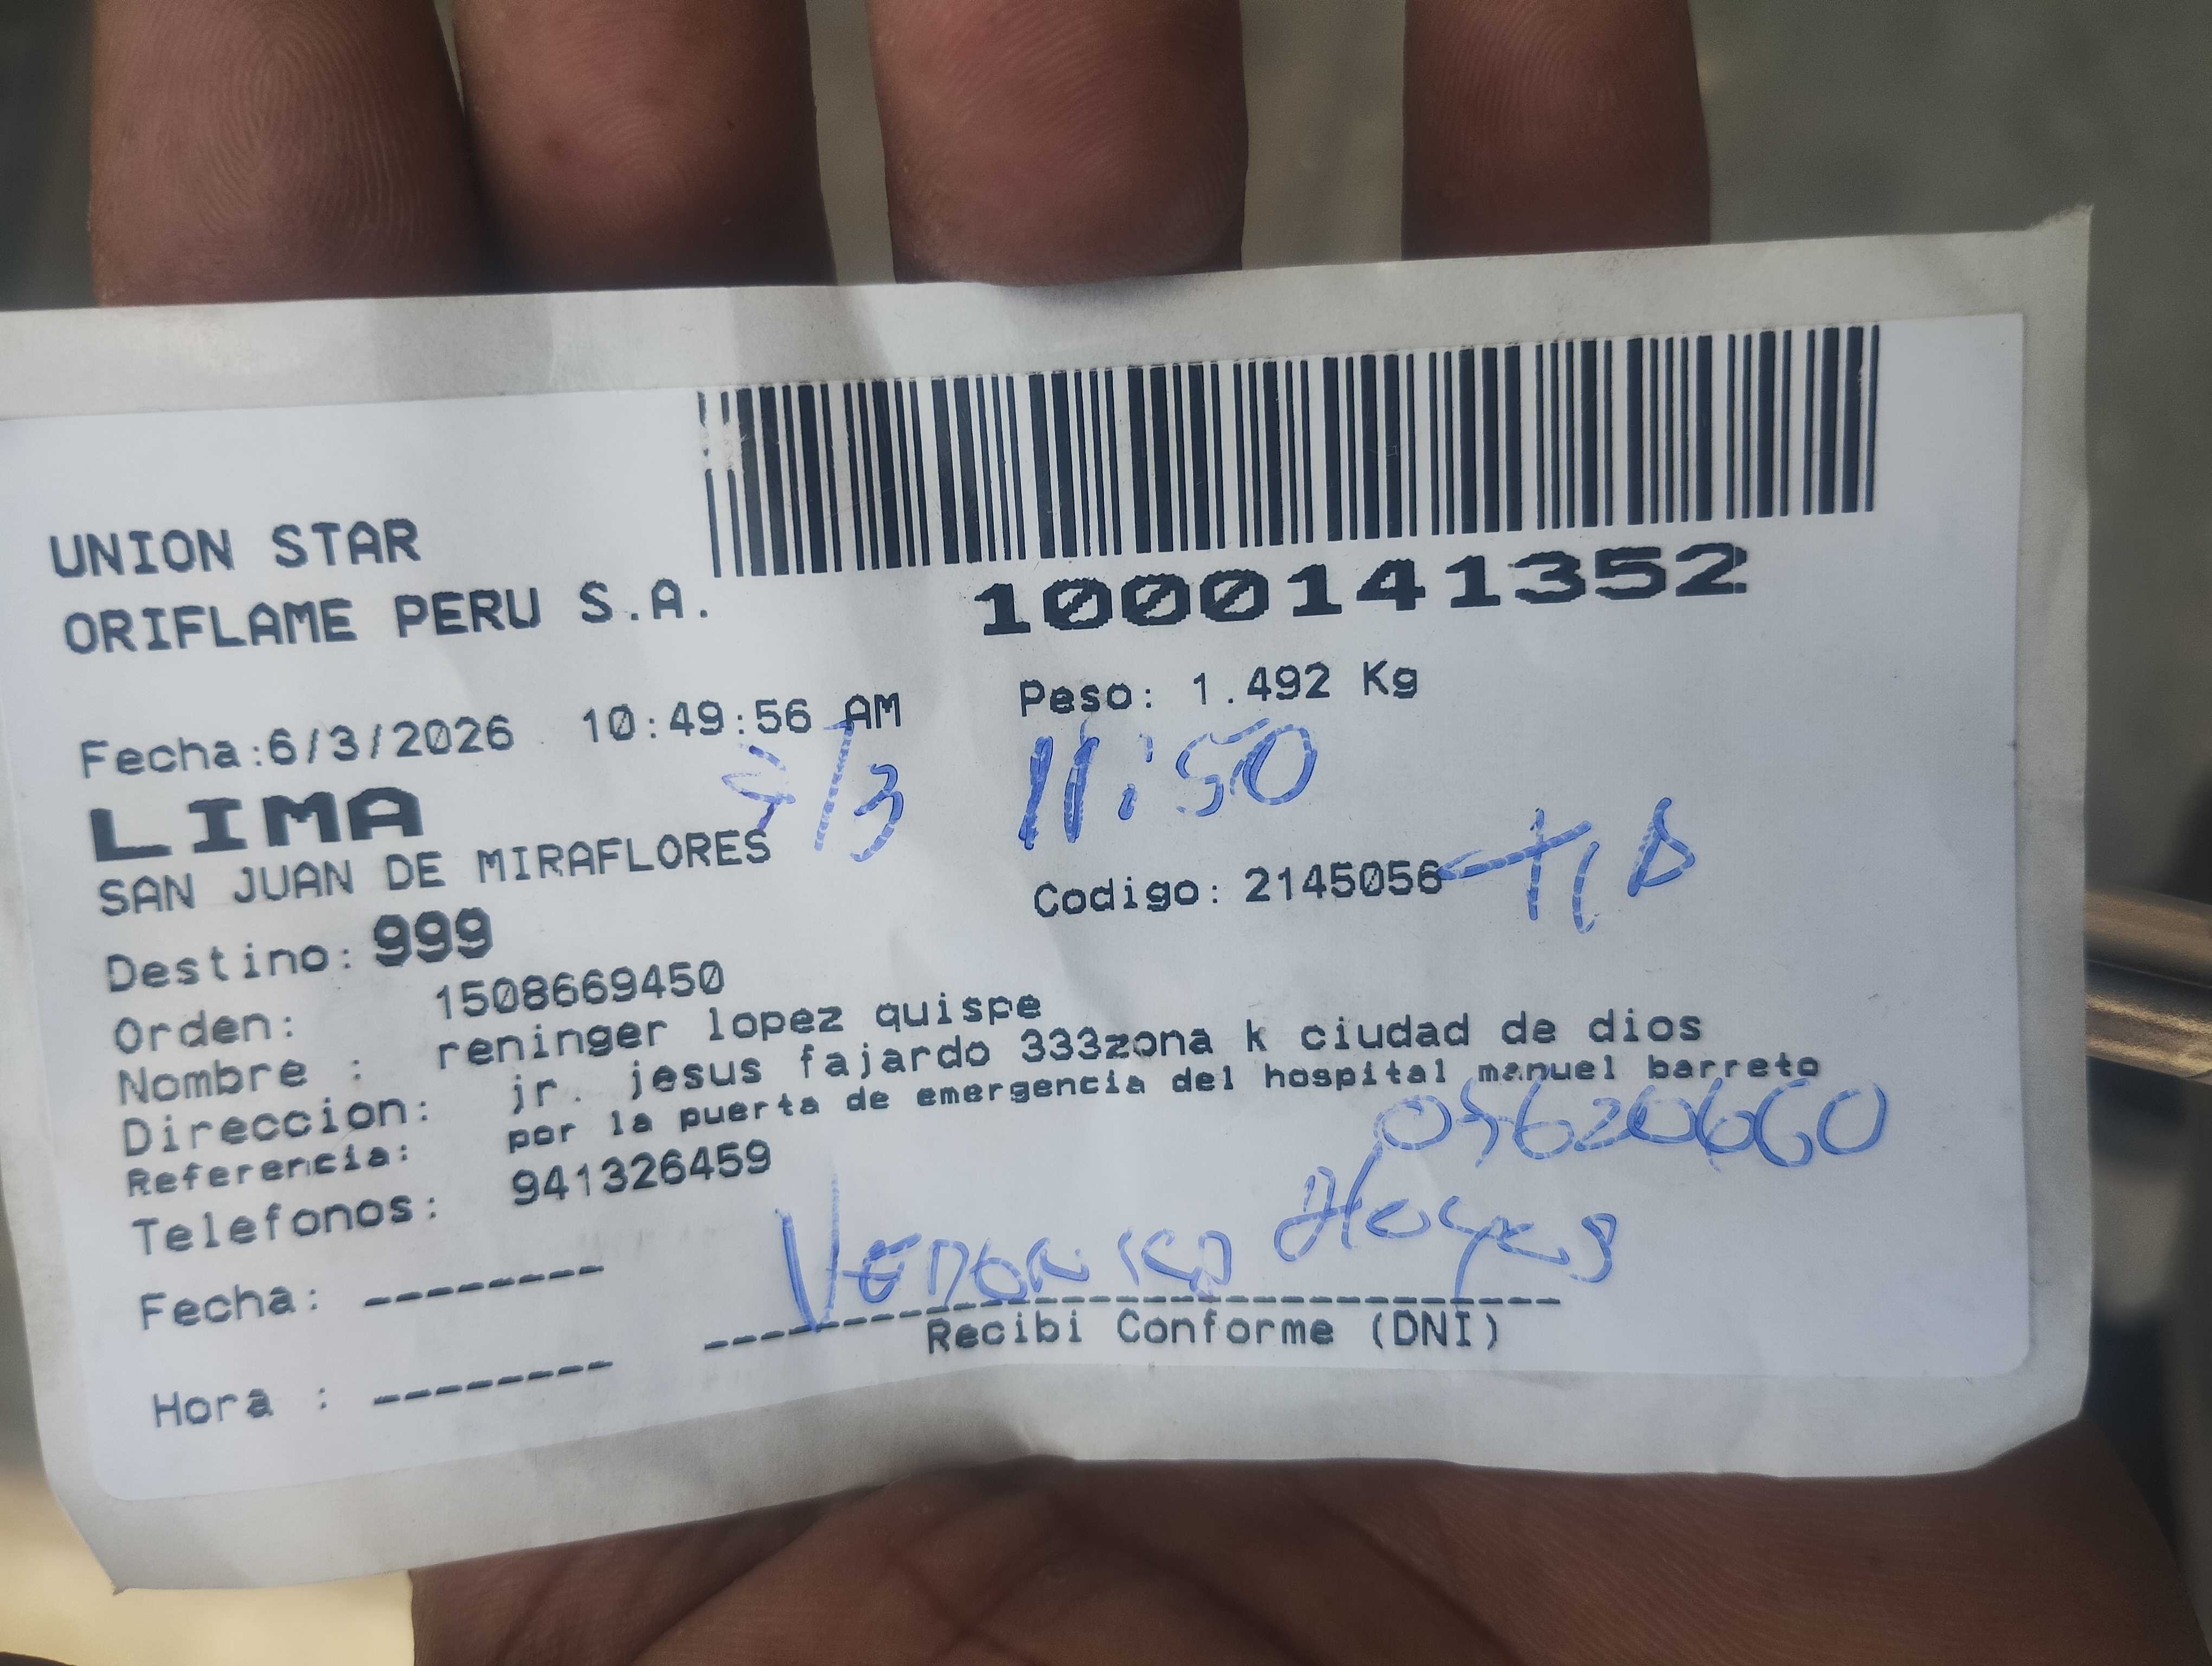 UNION STAR
ORIFLAME PERU S.A.
1000141352
Fecha:6/3/2026 10:49:56 AM
Peso: 1.492 Kg
/3 11:50
LIMA
SAN JUAN DE MIRAFLORES
Codigo: 2145056
Destino: 999
Orden: 1508669450
Nombre : reninger lopez quispe
Direccion: jr. jesus fajardo 333zona k ciudad de dios
Referencia: por la puerta de emergencia del hospital manuel barreto
Telefonos: 941326459
Veronica
Fecha: --------
Recibi Conforme (DNI)
Hora : --------